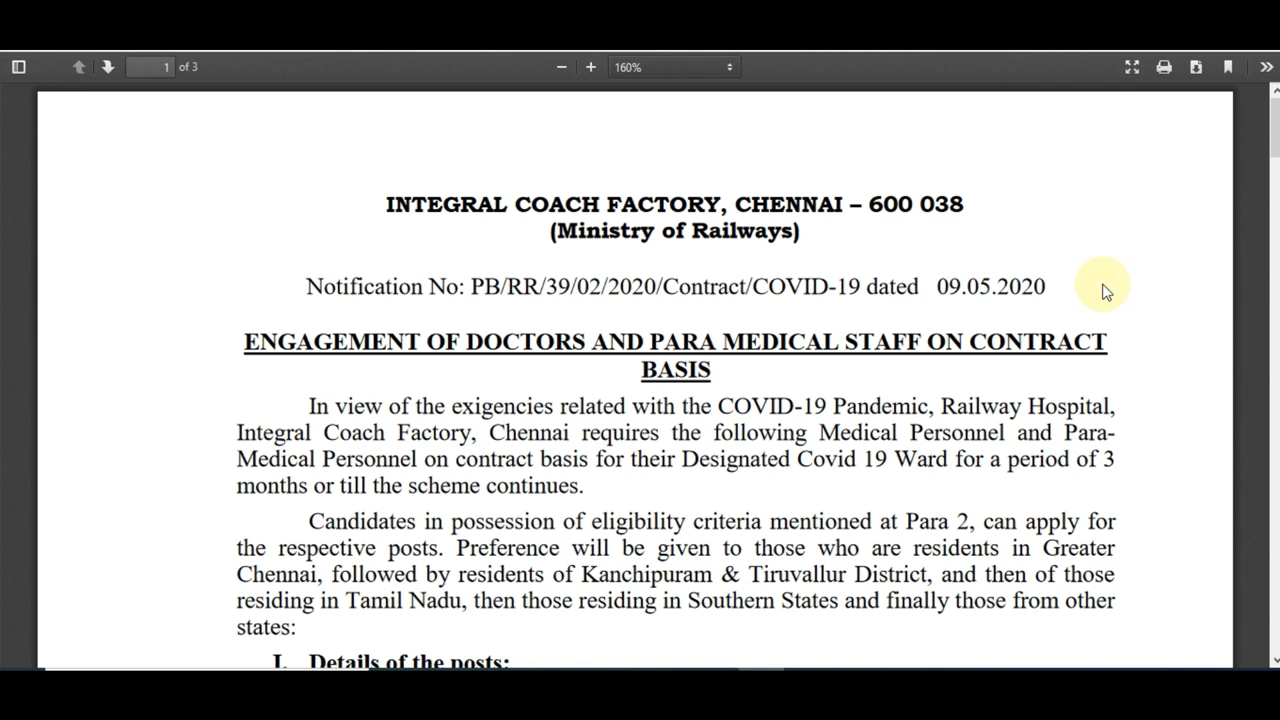 1 of 3
160%
INTEGRAL COACH FACTORY, CHENNAI – 600 038
(Ministry of Railways)
Notification No: PB/RR/39/02/2020/Contract/COVID-19 dated 09.05.2020
ENGAGEMENT OF DOCTORS AND PARA MEDICAL STAFF ON CONTRACT
BASIS
In view of the exigencies related with the COVID-19 Pandemic, Railway Hospital,
Integral Coach Factory, Chennai requires the following Medical Personnel and Para-
Medical Personnel on contract basis for their Designated Covid 19 Ward for a period of 3
months or till the scheme continues.
Candidates in possession of eligibility criteria mentioned at Para 2, can apply for
the respective posts. Preference will be given to those who are residents in Greater
Chennai, followed by residents of Kanchipuram & Tiruvallur District, and then of those
residing in Tamil Nadu, then those residing in Southern States and finally those from other
states:
I. Details of the posts: